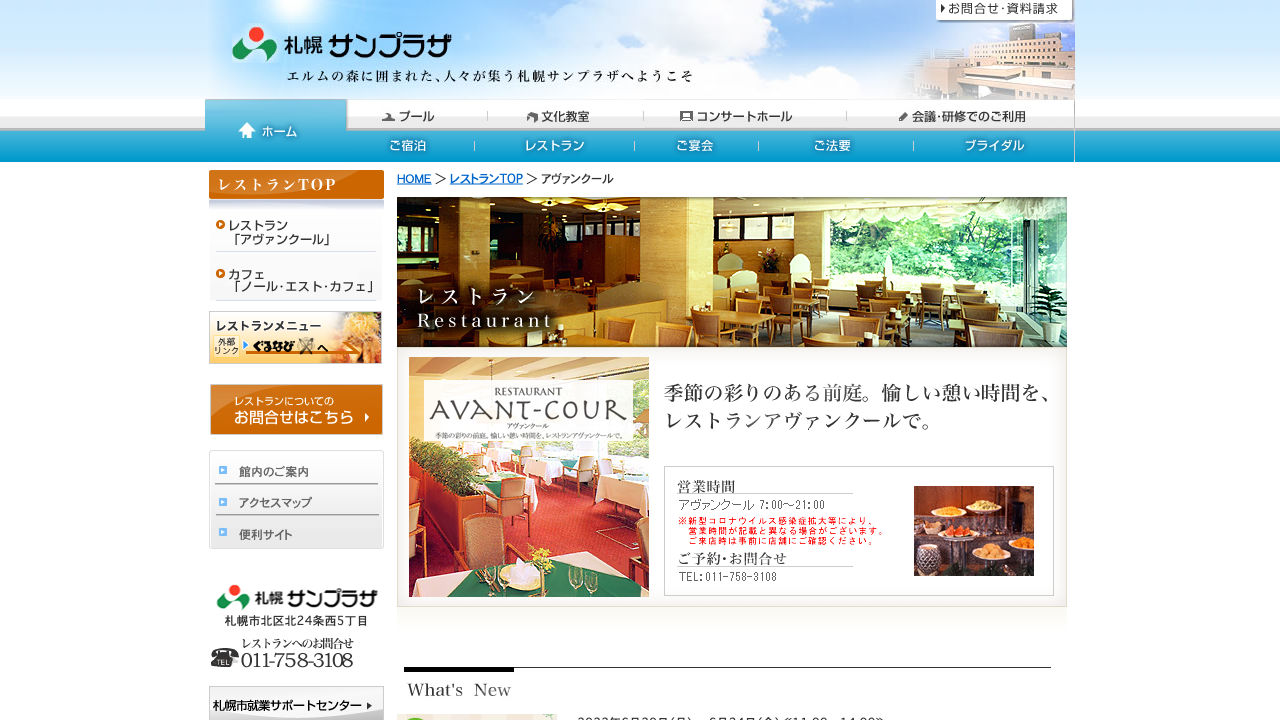 お問合せ・資料請求
札幌 サンプラザ
エルムの森に囲まれた、人々が集う札幌サンプラザへようこそ
ホーム
プール
文化教室
コンサートホール
会議・研修でのご利用
ご宿泊
レストラン
ご宴会
ご法要
ブライダル
レストランTOP
レストラン
「アヴァンクール」
カフェ
「ノール・エスト・カフェ」
レストランメニュー
外部
リンク
ぐるなび へ
レストランについての
お問合せはこちら
館内のご案内
アクセスマップ
便利サイト
札幌 サンプラザ
札幌市北区北24条西5丁目
レストランへのお問合せ
TEL 011-758-3108
札幌市就業サポートセンター
HOME ＞ レストランTOP ＞ アヴァンクール
レストラン
Restaurant
RESTAURANT
AVANT-COUR
アヴァンクール
季節の彩りの前庭。愉しい憩い時間を、レストランアヴァンクールで。
季節の彩りのある前庭。愉しい憩い時間を、
レストランアヴァンクールで。
営業時間
アヴァンクール 7:00～21:00
※新型コロナウイルス感染症拡大等により、
営業時間が記載と異なる場合がございます。
ご来店時は事前に店舗にご確認ください。
ご予約・お問合せ
TEL:011-758-3108
What's New